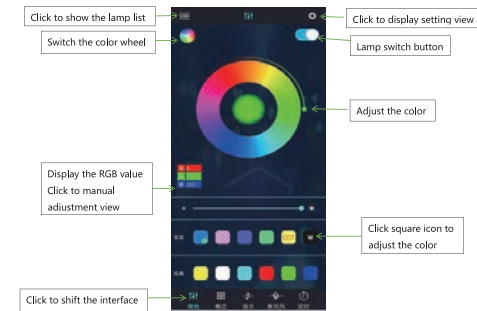 Click to show the lamp list
Click to display setting view
Switch the color wheel
Lamp switch button
Adjust the color
Display the RGB value
Click to manual
adjustment view
Click square icon to
adjust the color
Click to shift the interface